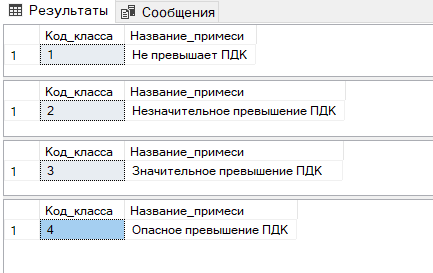 Результаты Сообщения
Код_класса Название_примеси
1 1 Не превышает ПДК
Код_класса Название_примеси
1 2 Незначительное превышение ПДК
Код_класса Название_примеси
1 3 Значительное превышение ПДК
Код_класса Название_примеси
1 4 Опасное превышение ПДК